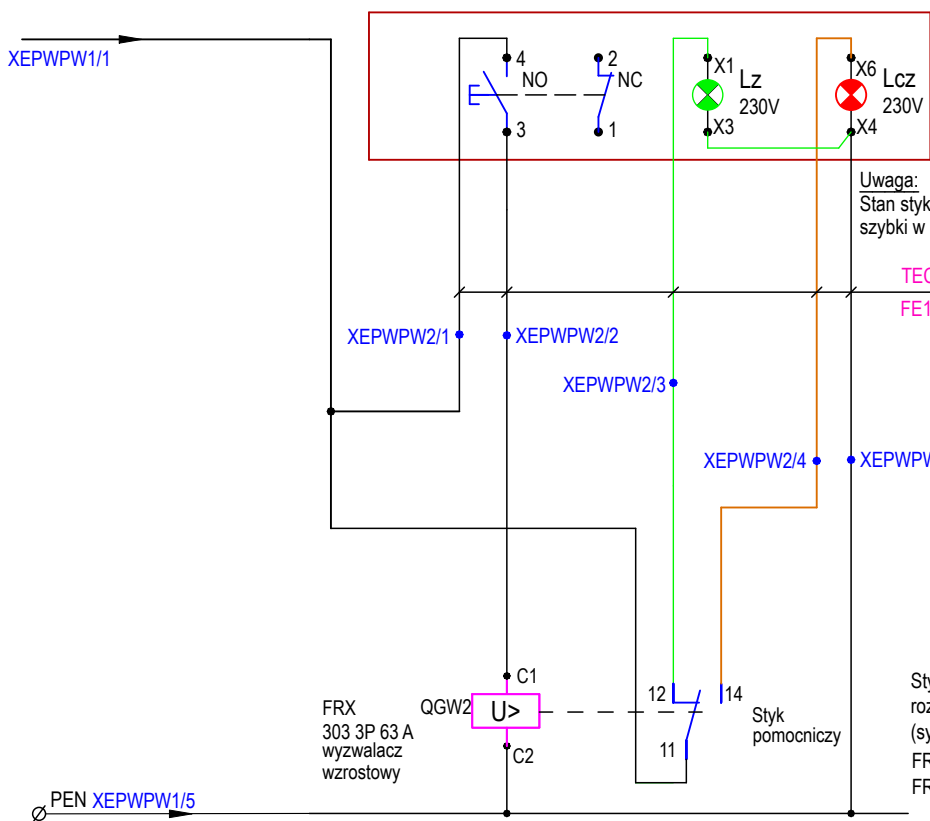 XEPWPW1/1
4
NO
3
2
NC
1
X1
Lz
230V
X3
X6
Lcz
230V
X4
Uwaga:
Stan styk
szybki w
TEC
FE1
XEPWPW2/1
XEPWPW2/2
XEPWPW2/3
XEPWPW2/4
XEPWPW
C1
QGW2
U>
C2
FRX
303 3P 63 A
wyzwalacz
wzrostowy
12
14
11
Styk
pomocniczy
Sty
roz
(sy
FR
FR
PEN XEPWPW1/5